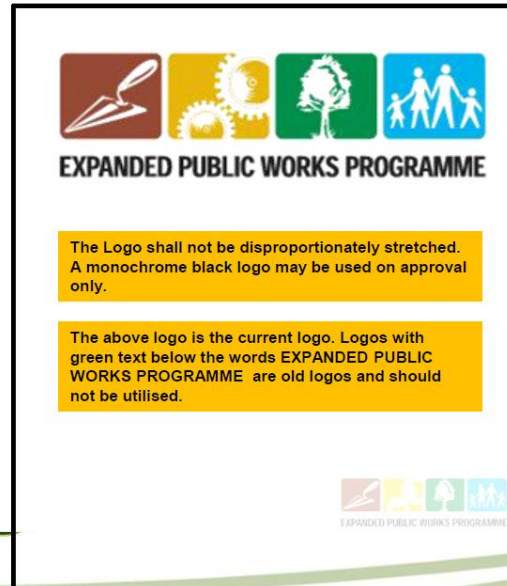 EXPANDED PUBLIC WORKS PROGRAMME
The Logo shall not be disproportionately stretched.
A monochrome black logo may be used on approval
only.
The above logo is the current logo. Logos with
green text below the words EXPANDED PUBLIC
WORKS PROGRAMME are old logos and should
not be utilised.
EXPANDED PUBLIC WORKS PROGRAMME